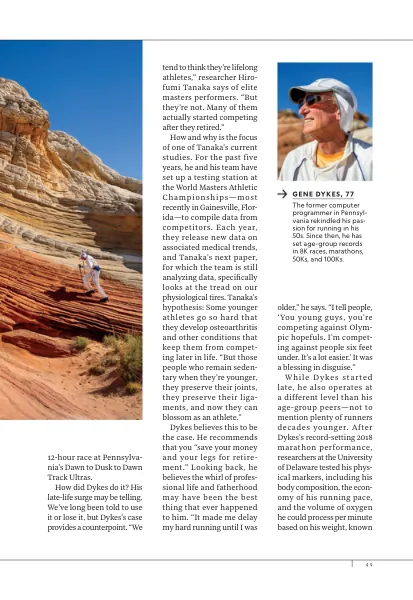 12-hour race at Pennsylva-
nia’s Dawn to Dusk to Dawn
Track Ultras.
How did Dykes do it? His
late-life surge may be telling.
We’ve long been told to use
it or lose it, but Dykes’s case
provides a counterpoint. “We
tend to think they’re lifelong
athletes,” researcher Hiro-
fumi Tanaka says of elite
masters performers. “But
they’re not. Many of them
actually started competing
after they retired.”
How and why is the focus
of one of Tanaka’s current
studies. For the past five
years, he and his team have
set up a testing station at
the World Masters Athletic
Championships—most
recently in Gainesville, Flor-
ida—to compile data from
competitors. Each year,
they release new data on
associated medical trends,
and Tanaka’s next paper,
for which the team is still
analyzing data, specifically
looks at the tread on our
physiological tires. Tanaka’s
hypothesis: Some younger
athletes go so hard that
they develop osteoarthritis
and other conditions that
keep them from compet-
ing later in life. “But those
people who remain seden-
tary when they’re younger,
they preserve their joints,
they preserve their liga-
ments, and now they can
blossom as an athlete.”
Dykes believes this to be
the case. He recommends
that you “save your money
and your legs for retire-
ment.” Looking back, he
believes the whirl of profes-
sional life and fatherhood
may have been the best
thing that ever happened
to him. “It made me delay
my hard running until I was
GENE DYKES, 77
The former computer
programmer in Pennsyl-
vania rekindled his pas-
sion for running in his
50s. Since then, he has
set age-group records
in 8K races, marathons,
50Ks, and 100Ks.
older,” he says. “I tell people,
‘You young guys, you’re
competing against Olym-
pic hopefuls. I’m compet-
ing against people six feet
under. It’s a lot easier.’ It was
a blessing in disguise.”
While Dykes started
late, he also operates at
a different level than his
age-group peers—not to
mention plenty of runners
decades younger. After
Dykes’s record-setting 2018
marathon performance,
researchers at the University
of Delaware tested his phys-
ical markers, including his
body composition, the econ-
omy of his running pace,
and the volume of oxygen
he could process per minute
based on his weight, known
49